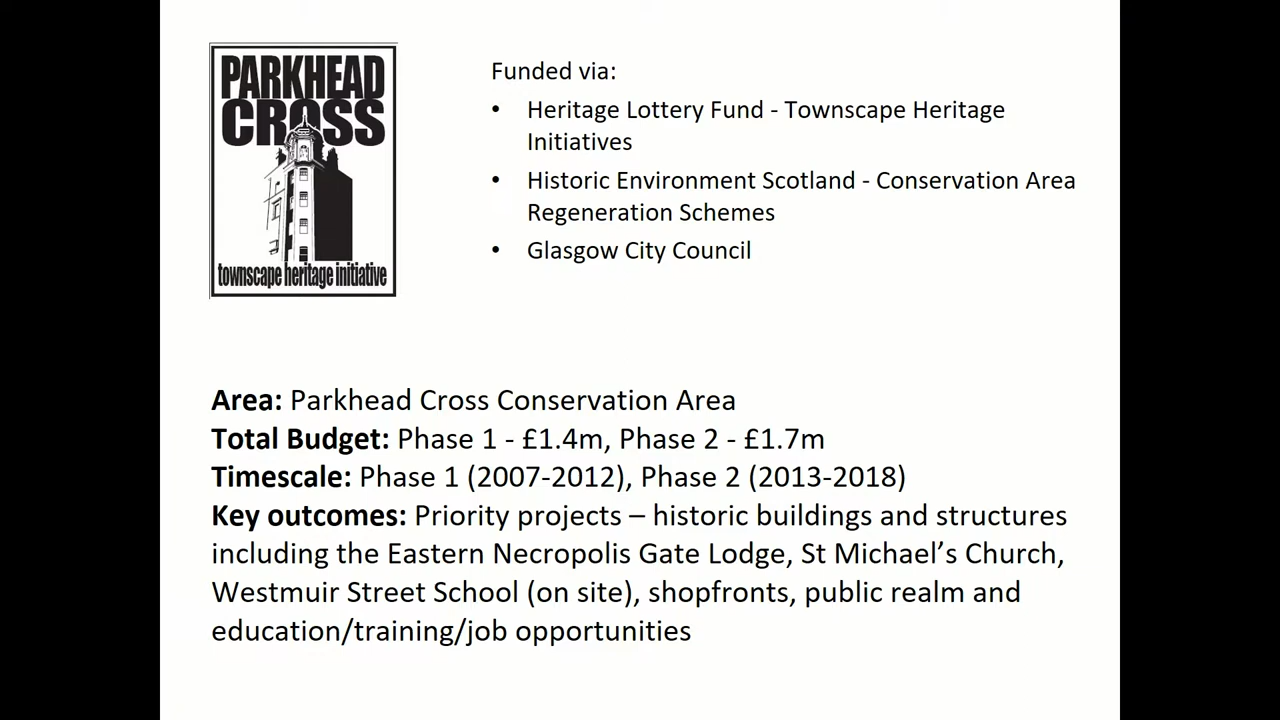 PARKHEAD
CROSS
townscape heritage initiative
Funded via:
• Heritage Lottery Fund - Townscape Heritage
Initiatives
• Historic Environment Scotland - Conservation Area
Regeneration Schemes
• Glasgow City Council
Area: Parkhead Cross Conservation Area
Total Budget: Phase 1 - £1.4m, Phase 2 - £1.7m
Timescale: Phase 1 (2007-2012), Phase 2 (2013-2018)
Key outcomes: Priority projects – historic buildings and structures
including the Eastern Necropolis Gate Lodge, St Michael’s Church,
Westmuir Street School (on site), shopfronts, public realm and
education/training/job opportunities